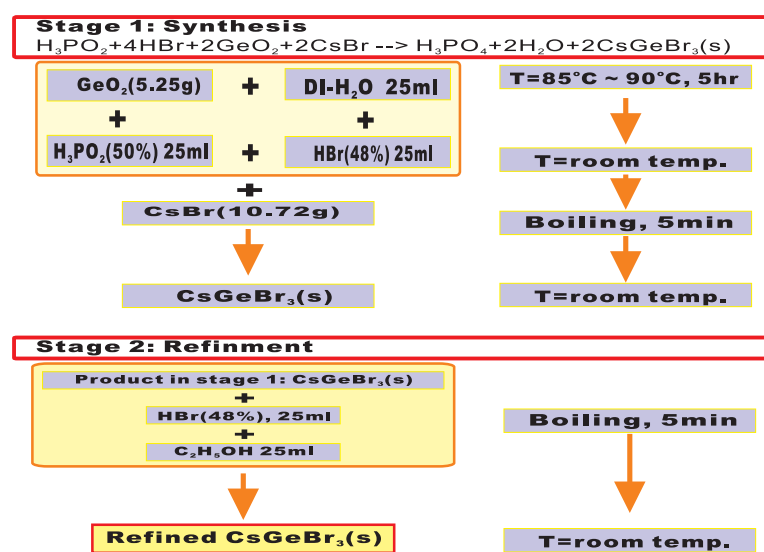 Stage 1: Synthesis
H₃PO₂+4HBr+2GeO₂+2CsBr --> H₃PO₄+2H₂O+2CsGeBr₃(s)
GeO₂(5.25g) + DI-H₂O 25ml
+ +
H₃PO₂(50%) 25ml + HBr(48%) 25ml
+
CsBr(10.72g)
CsGeBr₃(s)
T=85°C ~ 90°C, 5hr
T=room temp.
Boiling, 5min
T=room temp.
Stage 2: Refinment
Product in stage 1: CsGeBr₃(s)
+
HBr(48%), 25ml
+
C₂H₅OH 25ml
Refined CsGeBr₃(s)
Boiling, 5min
T=room temp.